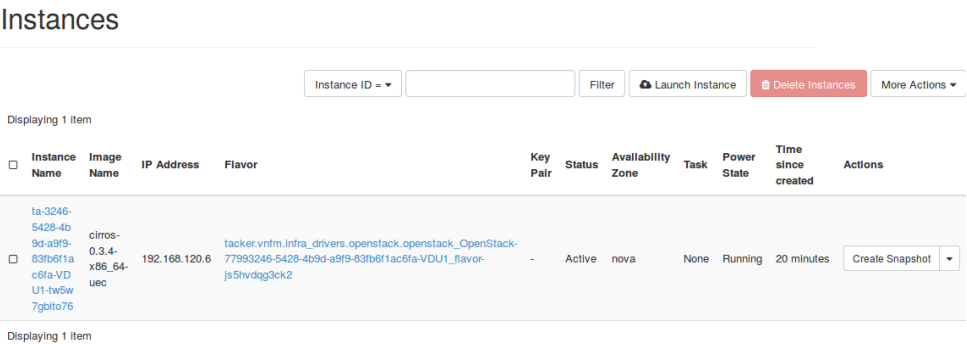 Instances
Instance ID = Filter Launch Instance Delete Instances More Actions
Displaying 1 item
Instance Name Image Name IP Address Flavor Key Pair Status Availability Zone Task Power State Time since created Actions
ta-3246-
5428-4b
9d-a9f9-
83fb6f1a
c6fa-VD
U1-tw5w
7gbito76
cirros-
0.3.4-
x86_64-
uec
192.168.120.6
tacker.vnfm.infra_drivers.openstack.openstack_OpenStack-
77993246-5428-4b9d-a9f9-83fb6f1ac6fa-VDU1_flavor-
js5hvdqg3ck2
-
Active
nova
None
Running
20 minutes
Create Snapshot
Displaying 1 item